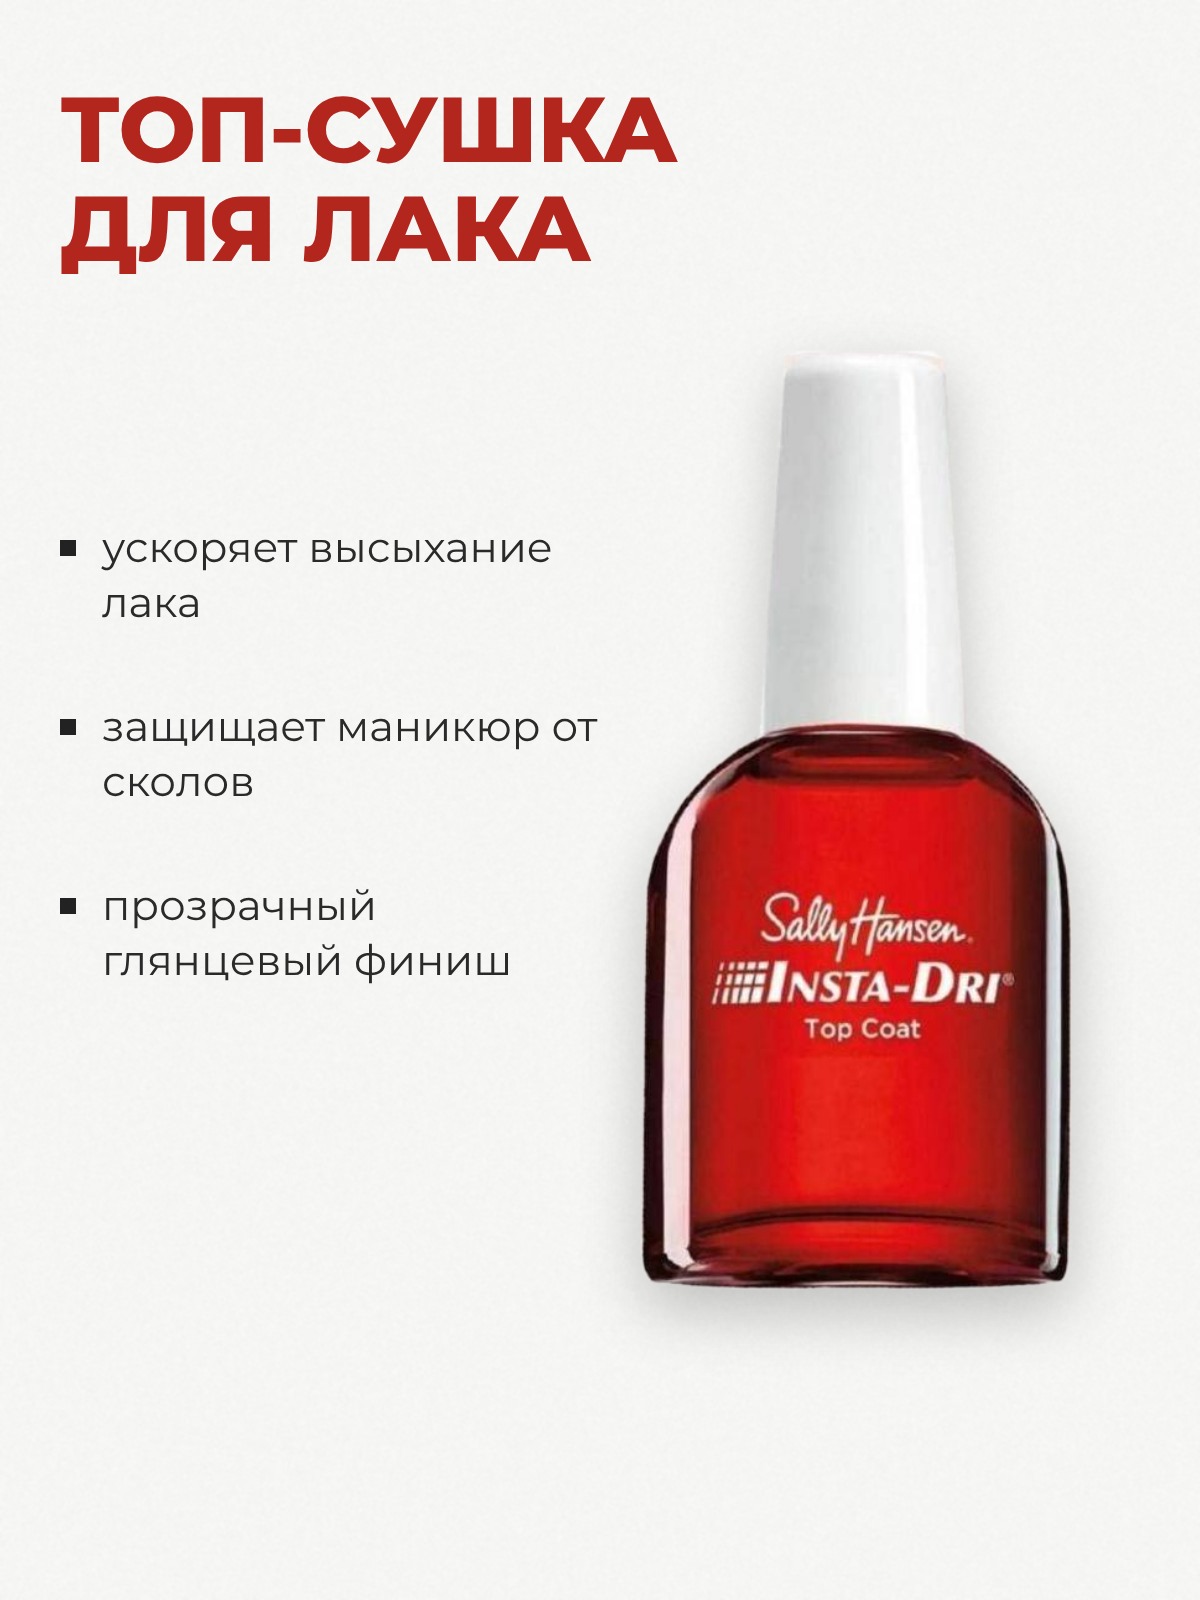 ТОП-СУШКА
ДЛЯ ЛАКА
ускоряет высыхание
лака
защищает маникюр от
сколов
прозрачный
глянцевый финиш
Sally Hansen.
INSTA-DRI®
Top Coat